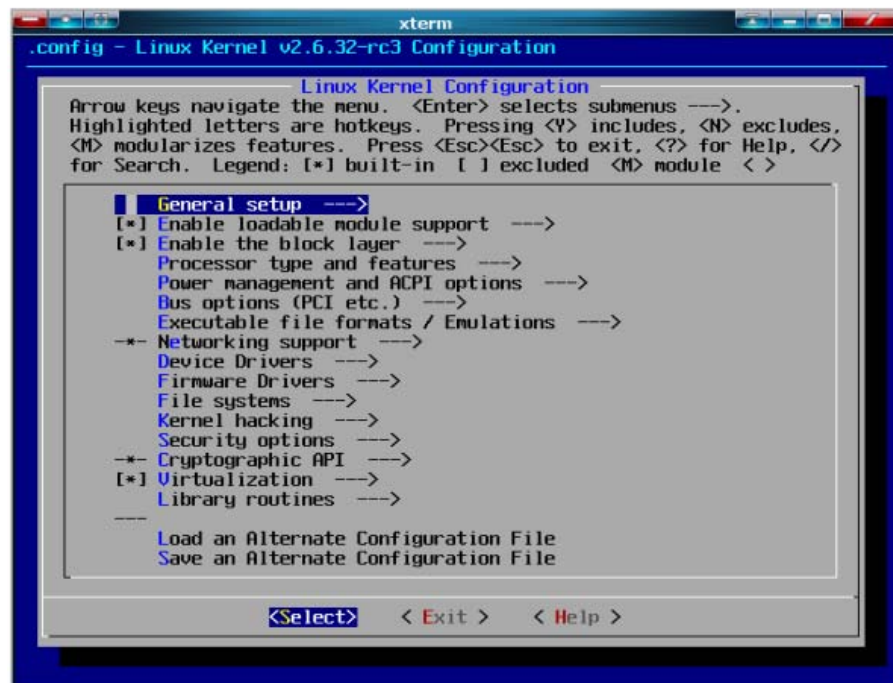 xterm
.config - Linux Kernel v2.6.32-rc3 Configuration
Linux Kernel Configuration
Arrow keys navigate the menu. <Enter> selects submenus --->.
Highlighted letters are hotkeys. Pressing <Y> includes, <N> excludes,
<M> modularizes features. Press <Esc><Esc> to exit, <?> for Help, </>
for Search. Legend: [*] built-in [ ] excluded <M> module < >
General setup --->
[*] Enable loadable module support --->
[*] Enable the block layer --->
Processor type and features --->
Power management and ACPI options --->
Bus options (PCI etc.) --->
Executable file formats / Emulations --->
-*- Networking support --->
Device Drivers --->
Firmware Drivers --->
File systems --->
Kernel hacking --->
Security options --->
-*- Cryptographic API --->
[*] Virtualization --->
Library routines --->
---
Load an Alternate Configuration File
Save an Alternate Configuration File
<Select> < Exit > < Help >